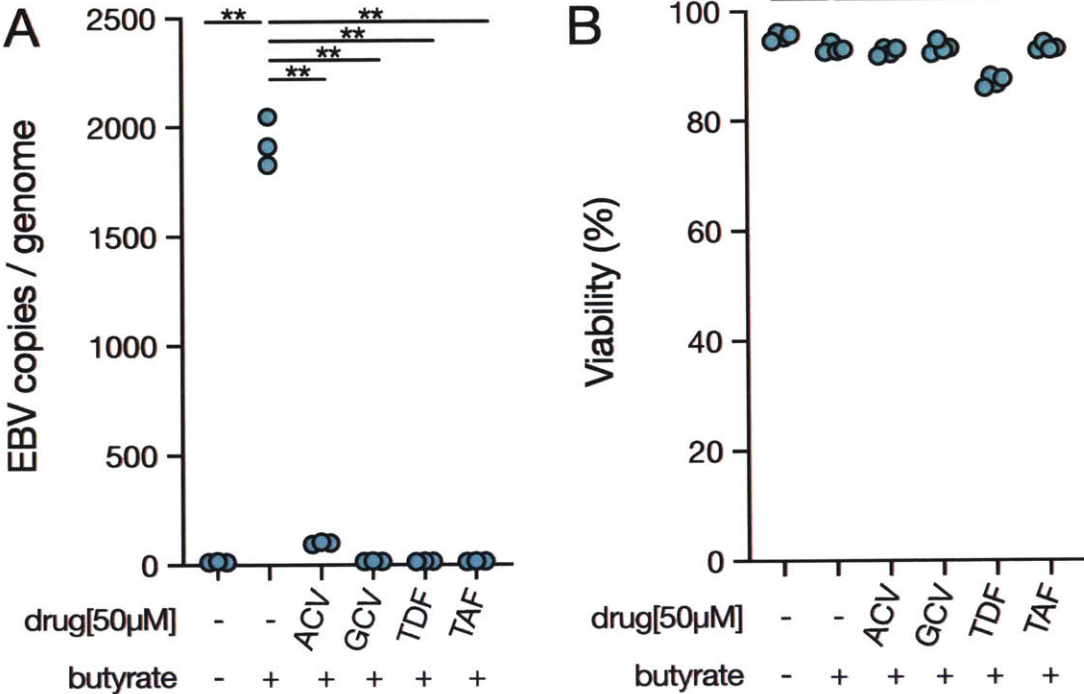 A
B
EBV copies / genome
2500
2000
1500
1000
500
0
**
**
**
**
**
drug[50µM]
-
-
ACV
GCV
TDF
TAF
butyrate
-
+
+
+
+
+
Viability (%)
100
80
60
40
20
0
drug[50µM]
-
-
ACV
GCV
TDF
TAF
butyrate
-
+
+
+
+
+